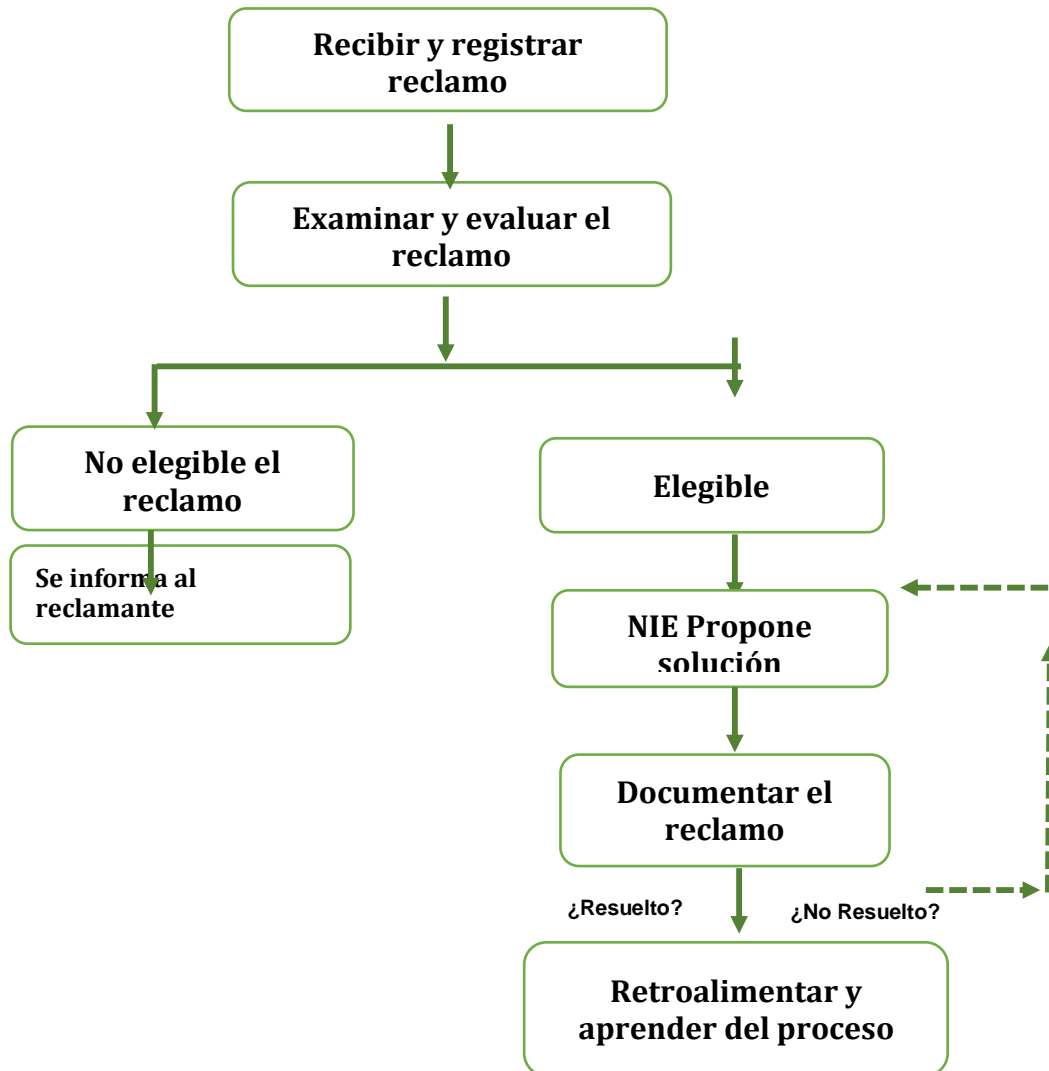 Recibir y registrar
reclamo
Examinar y evaluar el
reclamo
No elegible el
reclamo
Elegible
Se informa al
reclamante
NIE Propone
solución
Documentar el
reclamo
¿Resuelto?
¿No Resuelto?
Retroalimentar y
aprender del proceso